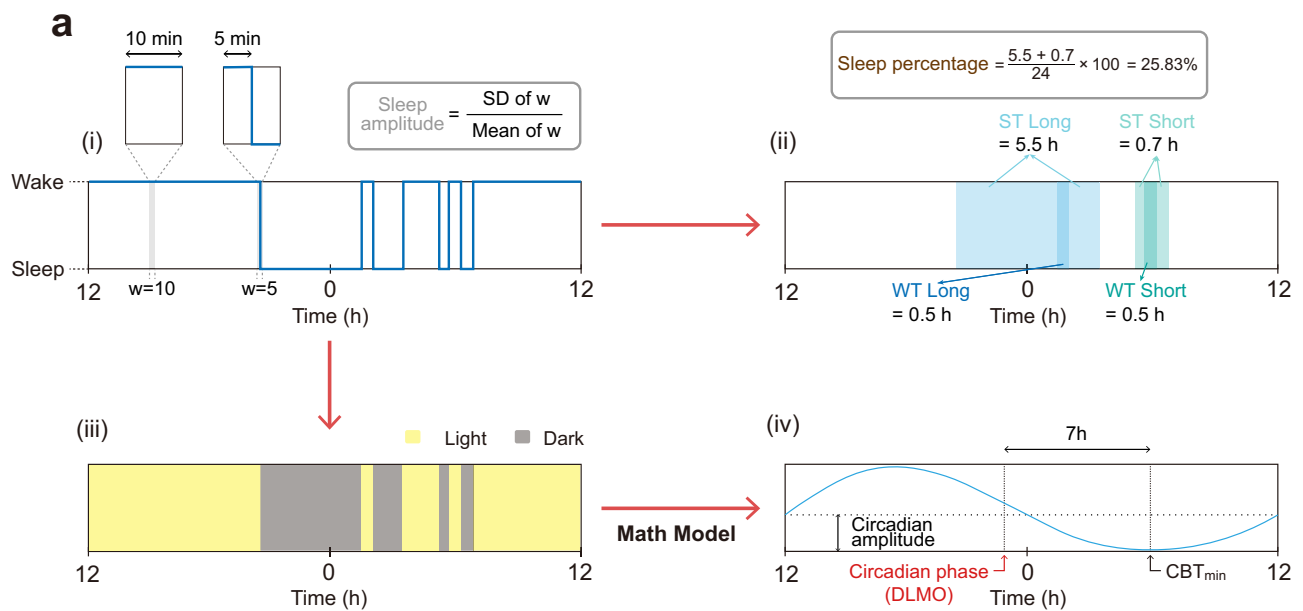 a
10 min
5 min
(i)
Sleep
amplitude
=
SD of w
Mean of w
Wake
Sleep
12
w=10
w=5
0
12
Time (h)
Sleep percentage = 5.5 + 0.7 / 24 × 100 = 25.83%
(ii)
ST Long
= 5.5 h
ST Short
= 0.7 h
WT Long
= 0.5 h
WT Short
= 0.5 h
12
0
12
Time (h)
(iii)
Light
Dark
12
0
12
Time (h)
Math Model
(iv)
7h
Circadian
amplitude
12
Circadian phase
(DLMO)
0
CBTmin
12
Time (h)